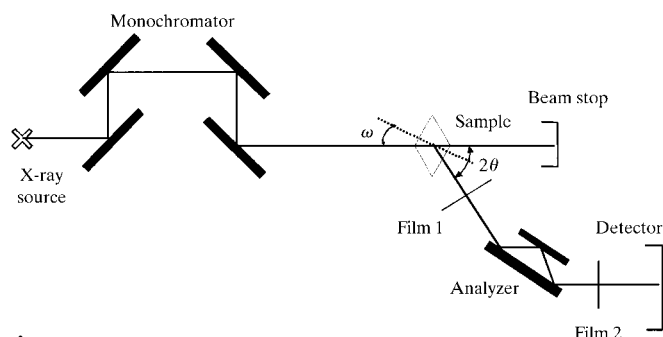 Monochromator
Beam stop
Sample
ω
2θ
X-ray
source
Film 1
Detector
Analyzer
Film 2